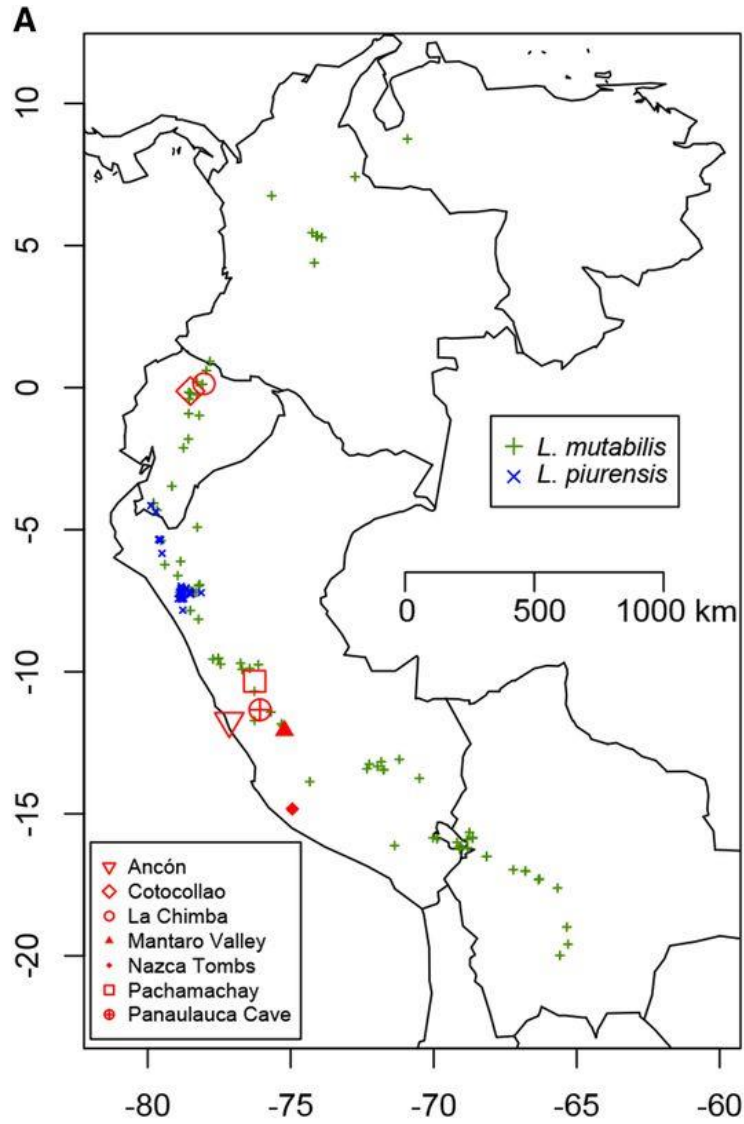 A
10
5
0
-5
-10
-15
-20
L. mutabilis
L. piurensis
0 500 1000 km
Ancón
Cotocollao
La Chimba
Mantaro Valley
Nazca Tombs
Pachamachay
Panaulauca Cave
-80 -75 -70 -65 -60